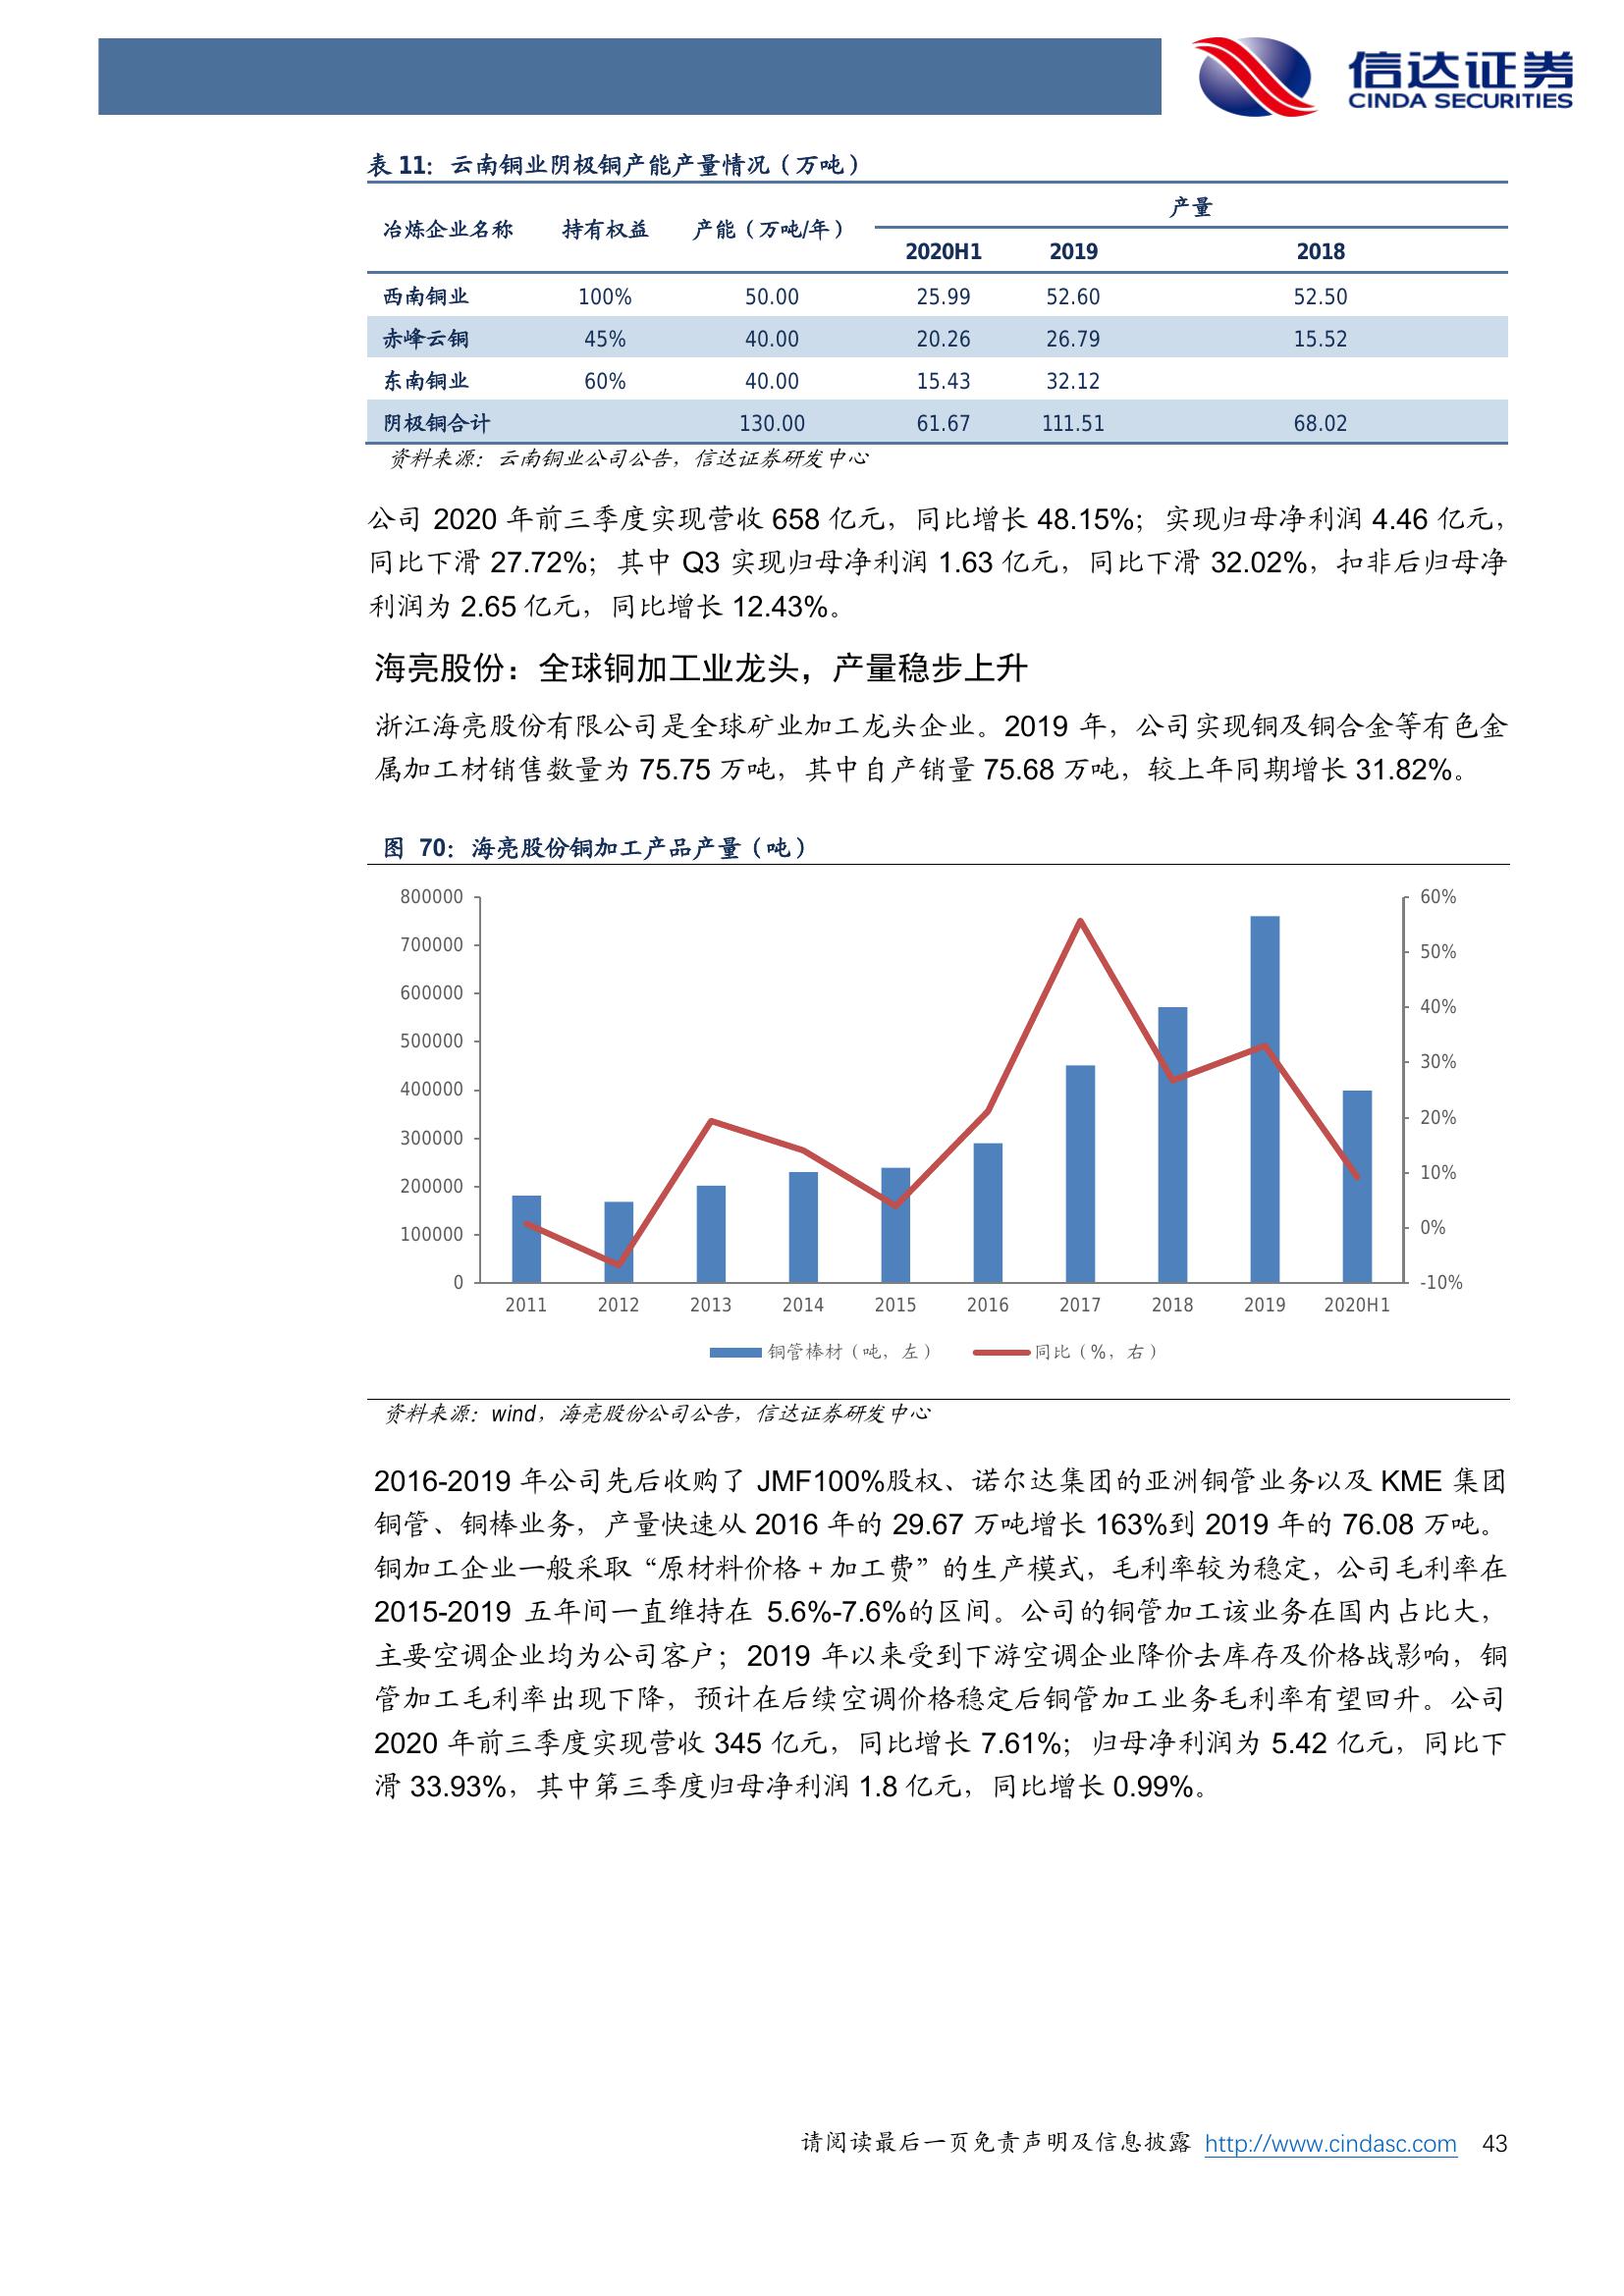 信达证券
CINDA SECURITIES
表 11：云南铜业阴极铜产能产量情况（万吨）
冶炼企业名称 持有权益 产能（万吨/年） 产量
2020H1 2019 2018
西南铜业 100% 50.00 25.99 52.60 52.50
赤峰云铜 45% 40.00 20.26 26.79 15.52
东南铜业 60% 40.00 15.43 32.12
阴极铜合计 130.00 61.67 111.51 68.02
资料来源：云南铜业公司公告，信达证券研发中心
公司 2020 年前三季度实现营收 658 亿元，同比增长 48.15%；实现归母净利润 4.46 亿元，
同比下滑 27.72%；其中 Q3 实现归母净利润 1.63 亿元，同比下滑 32.02%，扣非后归母净
利润为 2.65 亿元，同比增长 12.43%。
海亮股份：全球铜加工业龙头，产量稳步上升
浙江海亮股份有限公司是全球矿业加工龙头企业。2019 年，公司实现铜及铜合金等有色金
属加工材销售数量为 75.75 万吨，其中自产销量 75.68 万吨，较上年同期增长 31.82%。
图 70：海亮股份铜加工产品产量（吨）
800000 60%
700000 50%
600000 40%
500000 30%
400000 20%
300000 10%
200000 0%
100000 -10%
0
2011 2012 2013 2014 2015 2016 2017 2018 2019 2020H1
铜管棒材（吨，左） 同比（%，右）
资料来源：wind，海亮股份公司公告，信达证券研发中心
2016-2019 年公司先后收购了 JMF100%股权、诺尔达集团的亚洲铜管业务以及 KME 集团
铜管、铜棒业务，产量快速从 2016 年的 29.67 万吨增长 163%到 2019 年的 76.08 万吨。
铜加工企业一般采取“原材料价格+加工费”的生产模式，毛利率较为稳定，公司毛利率在
2015-2019 五年间一直维持在 5.6%-7.6%的区间。公司的铜管加工该业务在国内占比大，
主要空调企业均为公司客户；2019 年以来受到下游空调企业降价去库存及价格战影响，铜
管加工毛利率出现下降，预计在后续空调价格稳定后铜管加工业务毛利率有望回升。公司
2020 年前三季度实现营收 345 亿元，同比增长 7.61%；归母净利润为 5.42 亿元，同比下
滑 33.93%，其中第三季度归母净利润 1.8 亿元，同比增长 0.99%。
请阅读最后一页免责声明及信息披露 http://www.cindasc.com 43